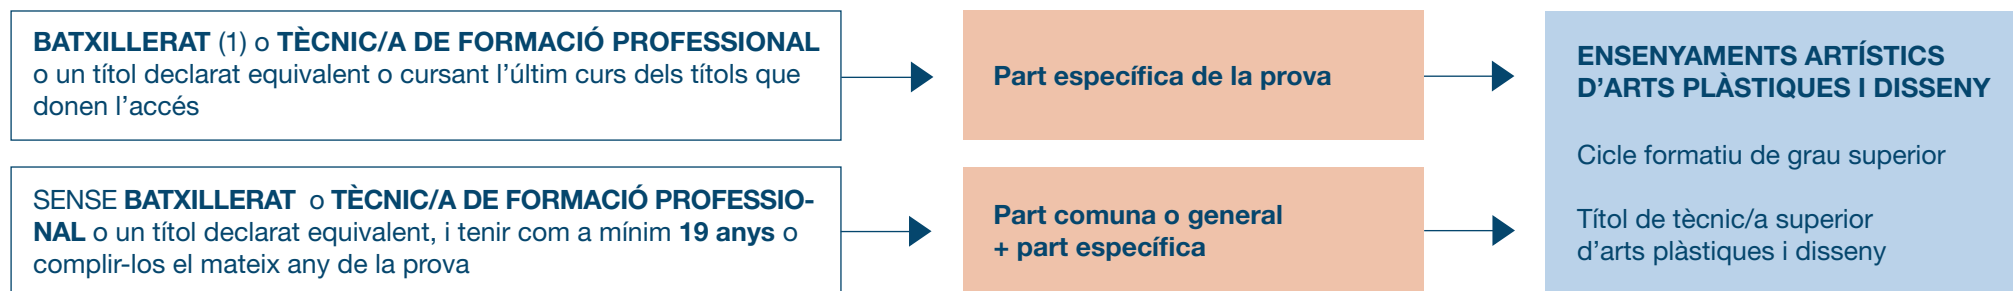 BATXILLERAT (1) o TÈCNIC/A DE FORMACIÓ PROFESSIONAL
o un títol declarat equivalent o cursant l’últim curs dels títols que
donen l’accés
Part específica de la prova
SENSE BATXILLERAT o TÈCNIC/A DE FORMACIÓ PROFESSIO-
NAL o un títol declarat equivalent, i tenir com a mínim 19 anys o
complir-los el mateix any de la prova
Part comuna o general
+ part específica
ENSENYAMENTS ARTÍSTICS
D’ARTS PLÀSTIQUES I DISSENY
Cicle formatiu de grau superior
Títol de tècnic/a superior
d’arts plàstiques i disseny